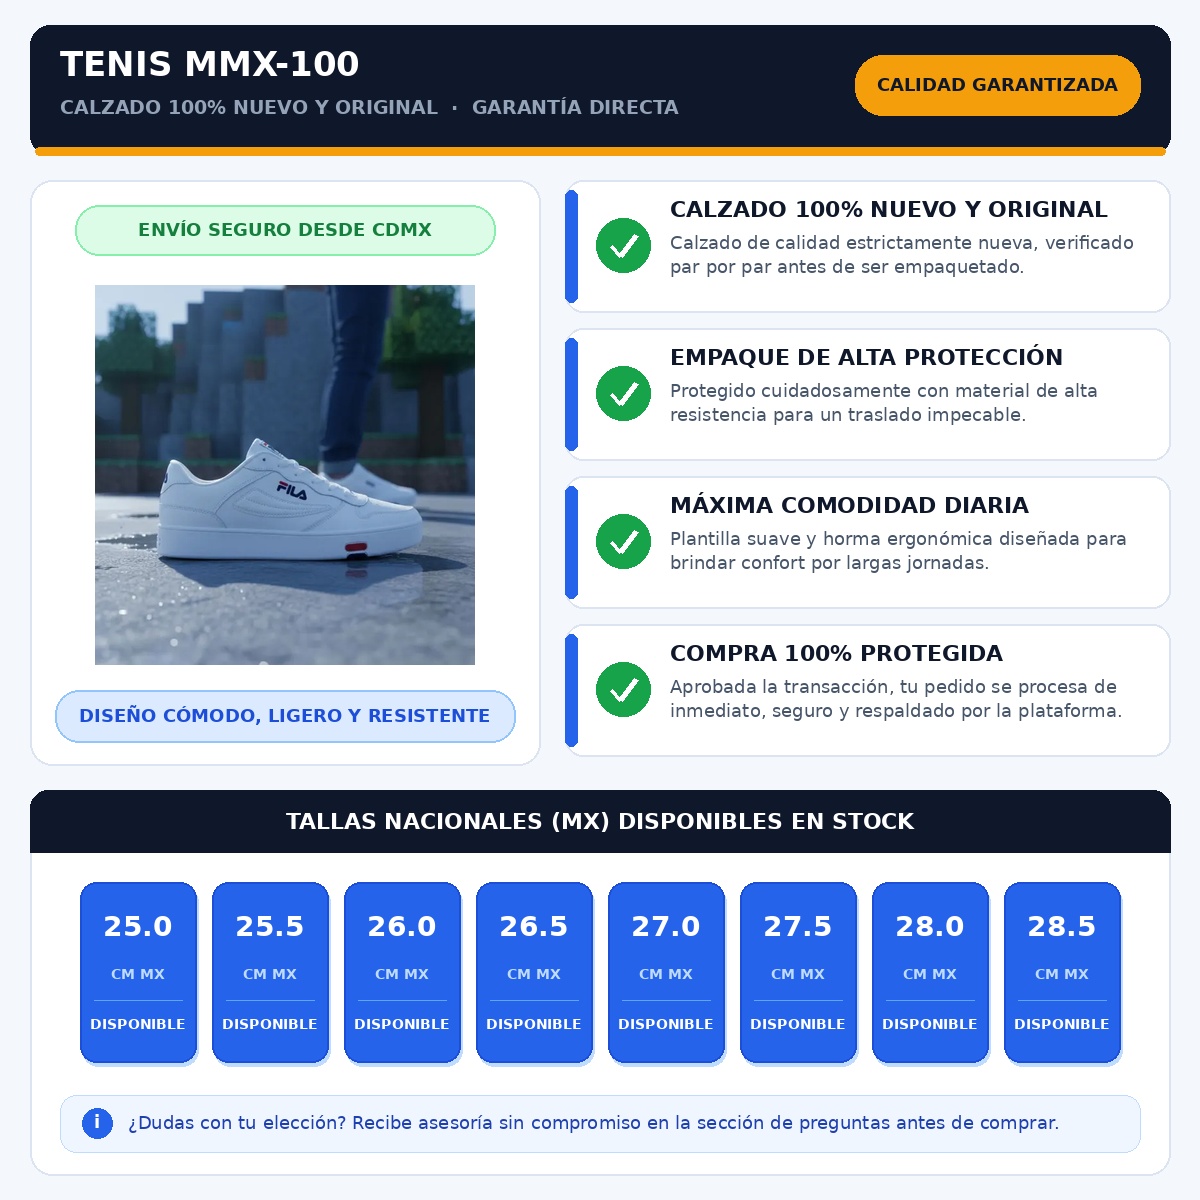 TENIS MMX-100
CALZADO 100% NUEVO Y ORIGINAL · GARANTÍA DIRECTA
CALIDAD GARANTIZADA
ENVÍO SEGURO DESDE CDMX
FILA
DISEÑO CÓMODO, LIGERO Y RESISTENTE
CALZADO 100% NUEVO Y ORIGINAL
Calzado de calidad estrictamente nueva, verificado
par por par antes de ser empaquetado.
EMPAQUE DE ALTA PROTECCIÓN
Protegido cuidadosamente con material de alta
resistencia para un traslado impecable.
MÁXIMA COMODIDAD DIARIA
Plantilla suave y horma ergonómica diseñada para
brindar confort por largas jornadas.
COMPRA 100% PROTEGIDA
Aprobada la transacción, tu pedido se procesa de
inmediato, seguro y respaldado por la plataforma.
TALLAS NACIONALES (MX) DISPONIBLES EN STOCK
25.0 25.5 26.0 26.5 27.0 27.5 28.0 28.5
CM MX CM MX CM MX CM MX CM MX CM MX CM MX CM MX
DISPONIBLE DISPONIBLE DISPONIBLE DISPONIBLE DISPONIBLE DISPONIBLE DISPONIBLE DISPONIBLE
i ¿Dudas con tu elección? Recibe asesoría sin compromiso en la sección de preguntas antes de comprar.